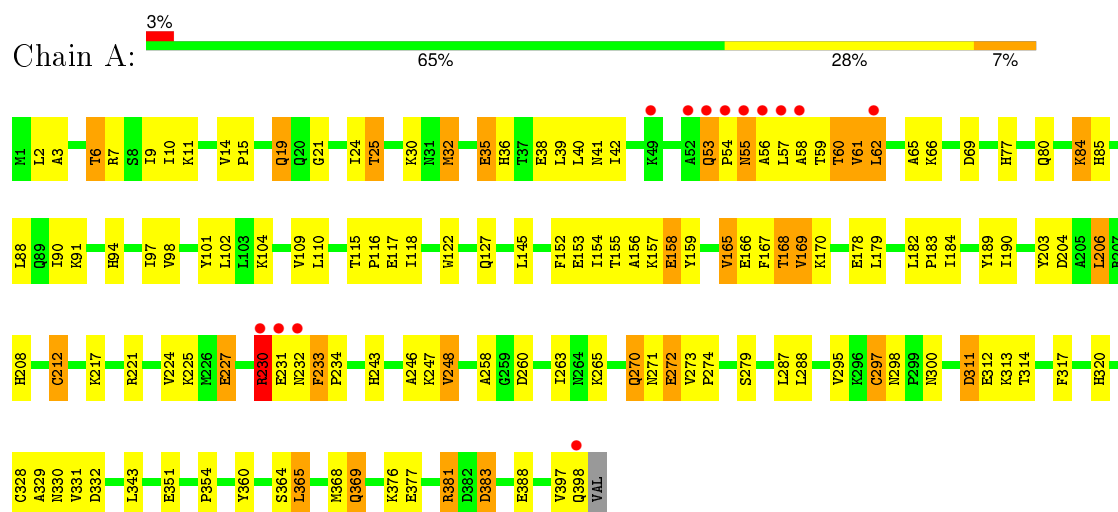 3%
Chain A:
65% 28% 7%
M1 L2 A3 T6 R7 S8 I9 I10 K11 V14 P15 Q19 Q20 G21 I24 T25 K30 N31 M32 E35 H36 T37 E38 L39 L40 N41 I42 K49 A52 Q53 P54 N55 A56 L57 A58 T59 T60 V61 L62 A65 K66 D69 H77 Q80 K84 H85
L88 Q89 I90 K91 H94 I97 V98 Y101 L102 L103 K104 V109 L110 T115 P116 E117 I118 W122 Q127 L145 F152 E153 I154 T155 A156 K157 E158 Y159 V165 E166 F167 T168 V169 K170 E178 L179 L182 P183 I184 Y189 I190 Y203 D204 A205 L206
H208 C212 K217 R221 V224 K225 M226 E227 R230 E231 N232 F233 P234 H243 A246 K247 V248 A258 G259 D260 I263 N264 K265 Q270 N271 E272 V273 P274 S279 L287 L288 V295 K296 C297 N298 P299 N300 D311 E312 K313 T314 F317 H320
C328 A329 N330 V331 D332 L343 E351 P354 Y360 S364 L365 M368 Q369 K376 E377 R381 D382 D383 E388 V397 Q398 VAL